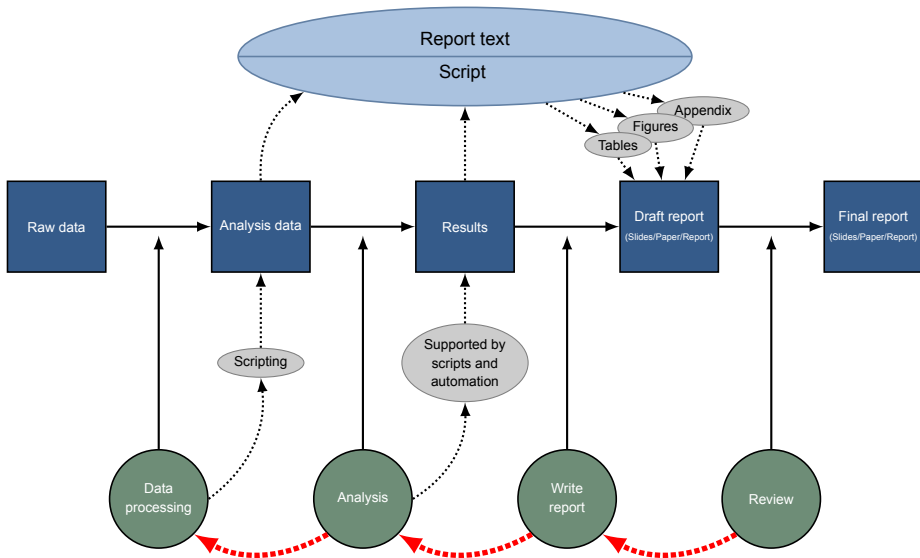 Report text
Script
Appendix
Figures
Tables
Raw data
Analysis data
Results
Draft report
(Slides/Paper/Report)
Final report
(Slides/Paper/Report)
Scripting
Supported by
scripts and
automation
Data
processing
Analysis
Write
report
Review